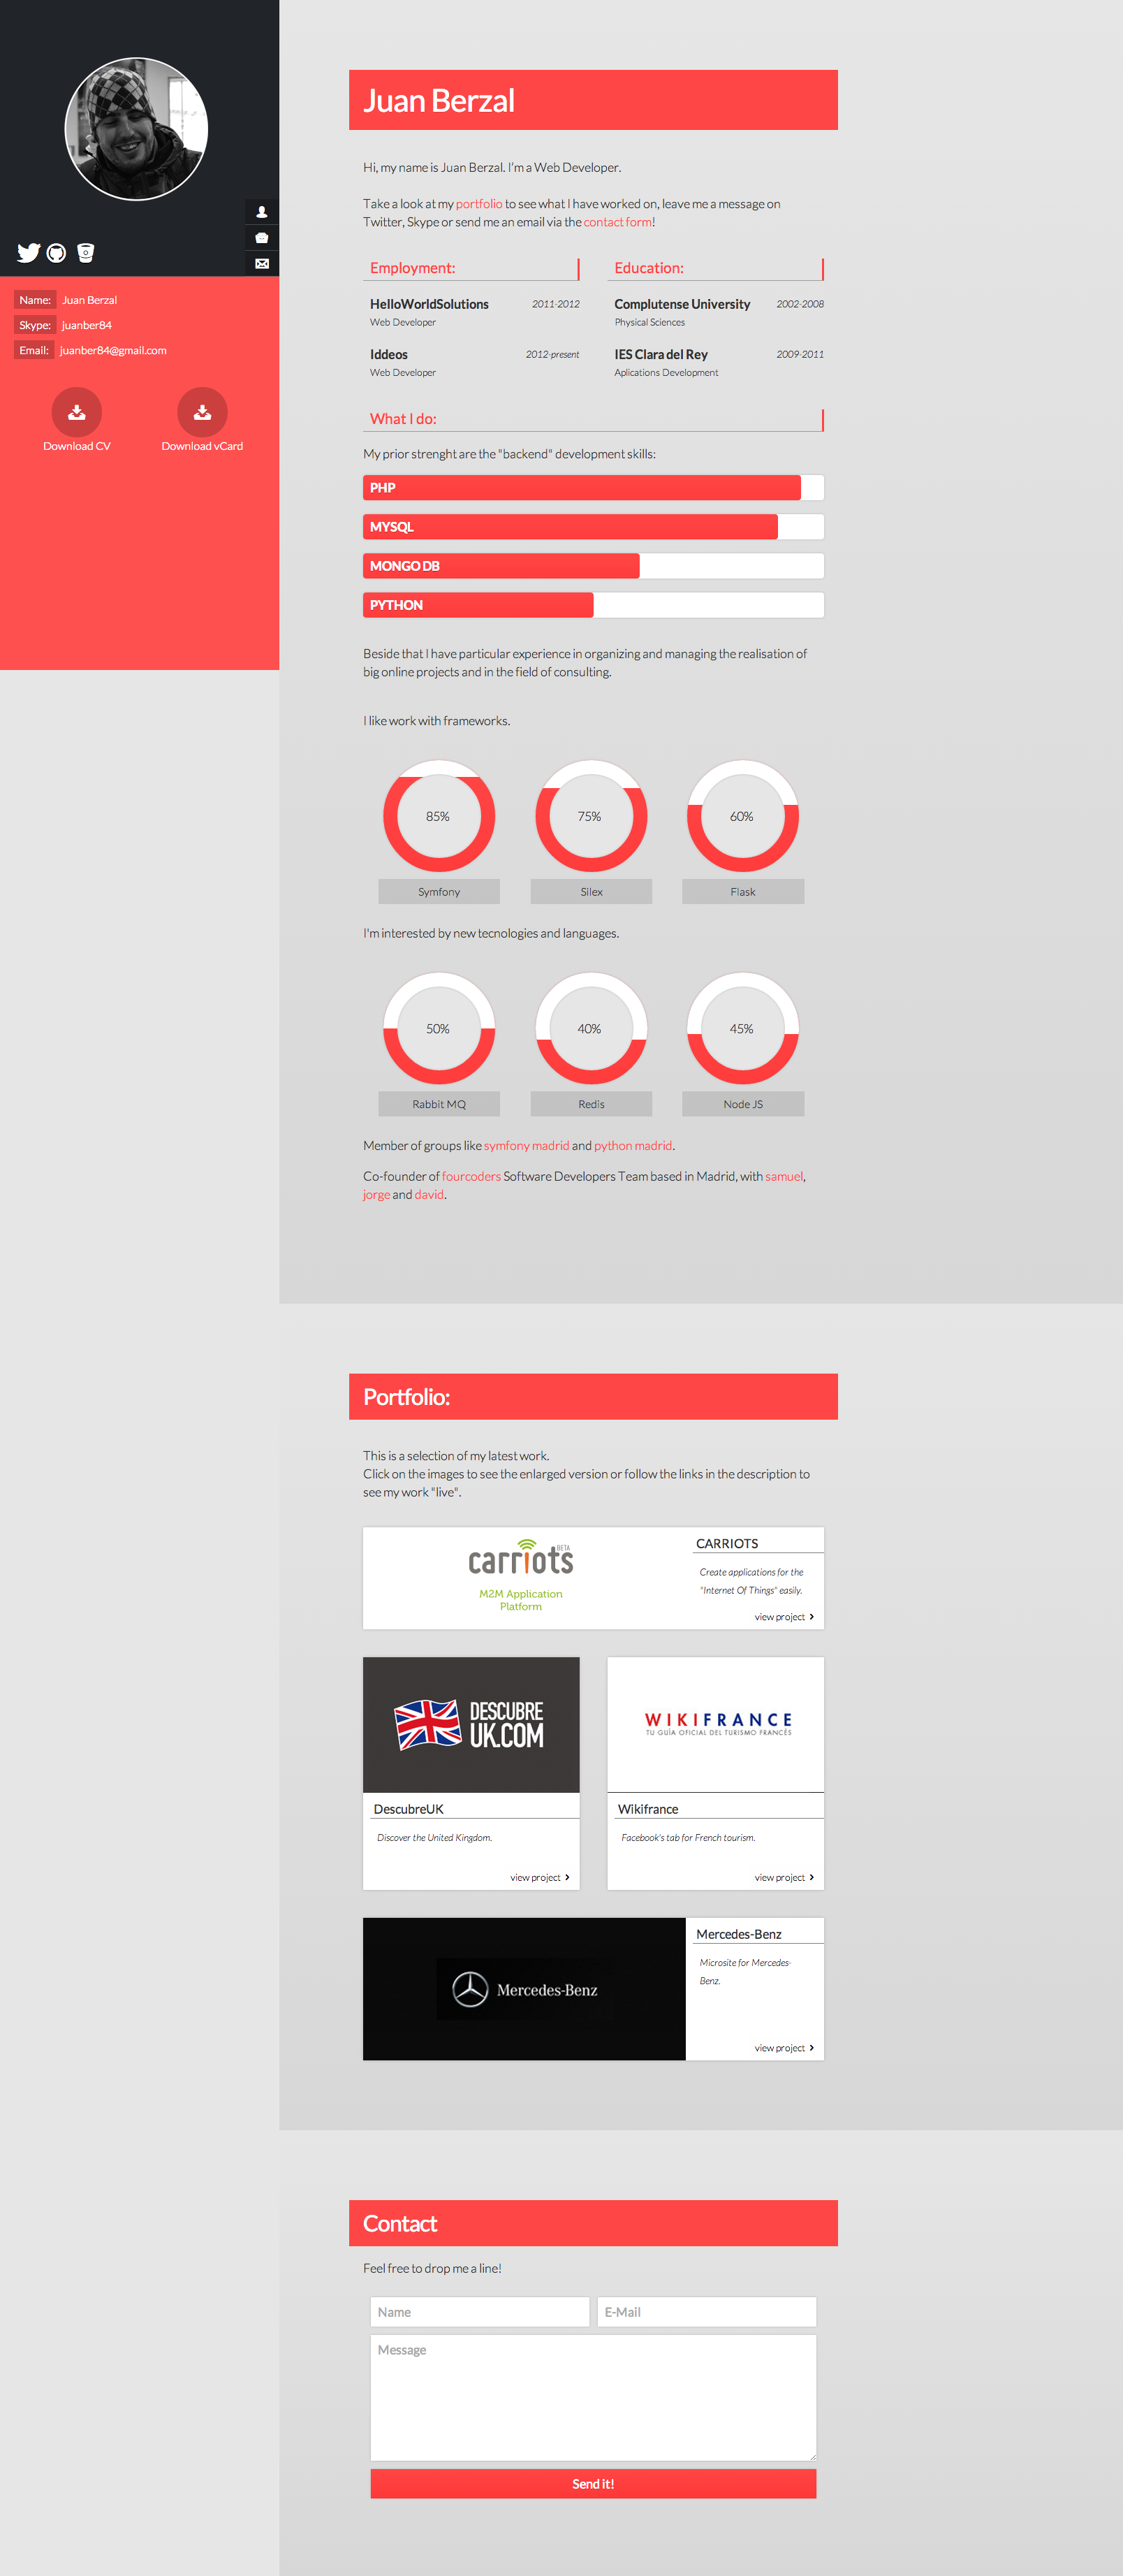 Name: Juan Berzal
Skype: juanber84
Email: juanber84@gmail.com
Download CV
Download vCard
Juan Berzal
Hi, my name is Juan Berzal. I'm a Web Developer.
Take a look at my portfolio to see what I have worked on, leave me a message on
Twitter, Skype or send me an email via the contact form!
Employment:
HelloWorldSolutions 2011-2012
Web Developer
Iddeos 2012-present
Web Developer
Education:
Complutense University 2002-2008
Physical Sciences
IES Clara del Rey 2009-2011
Aplications Development
What I do:
My prior strenght are the "backend" development skills:
PHP
MYSQL
MONGO DB
PYTHON
Beside that I have particular experience in organizing and managing the realisation of
big online projects and in the field of consulting.
I like work with frameworks.
85%
75%
60%
Symfony
Silex
Flask
I'm interested by new tecnologies and languages.
50%
40%
45%
Rabbit MQ
Redis
Node JS
Member of groups like symfony madrid and python madrid.
Co-founder of fourcoders Software Developers Team based in Madrid, with samuel,
jorge and david.
Portfolio:
This is a selection of my latest work.
Click on the images to see the enlarged version or follow the links in the description to
see my work "live".
BETA
carriots
M2M Application
Platform
CARRIOTS
Create applications for the
"Internet Of Things" easily.
view project
DESCUBRE
UK.COM
DescubreUK
Discover the United Kingdom.
view project
WIKIFRANCE
TU GUÍA OFICIAL DEL TURISMO FRANCÉS
Wikifrance
Facebook's tab for French tourism.
view project
Mercedes-Benz
Mercedes-Benz
Microsite for Mercedes-
Benz.
view project
Contact
Feel free to drop me a line!
Name
E-Mail
Message
Send it!